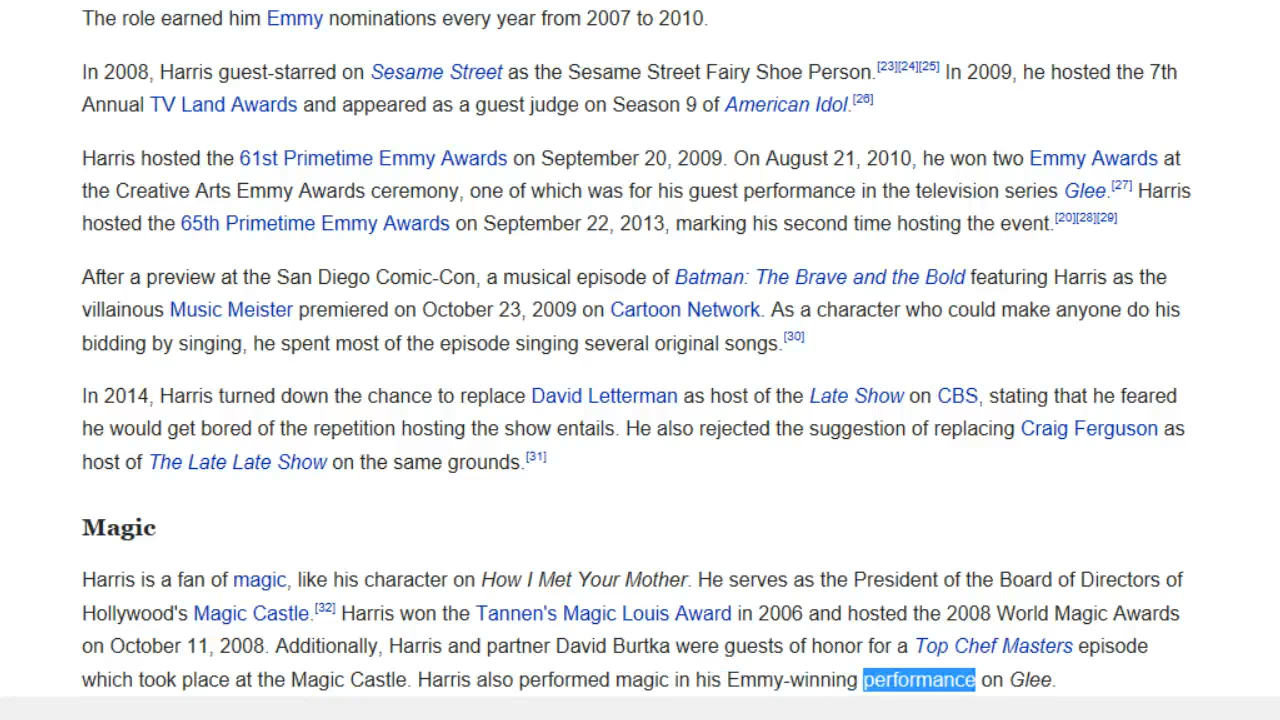 The role earned him Emmy nominations every year from 2007 to 2010.
In 2008, Harris guest-starred on Sesame Street as the Sesame Street Fairy Shoe Person.[23][24][25] In 2009, he hosted the 7th
Annual TV Land Awards and appeared as a guest judge on Season 9 of American Idol.[26]
Harris hosted the 61st Primetime Emmy Awards on September 20, 2009. On August 21, 2010, he won two Emmy Awards at
the Creative Arts Emmy Awards ceremony, one of which was for his guest performance in the television series Glee.[27] Harris
hosted the 65th Primetime Emmy Awards on September 22, 2013, marking his second time hosting the event.[20][28][29]
After a preview at the San Diego Comic-Con, a musical episode of Batman: The Brave and the Bold featuring Harris as the
villainous Music Meister premiered on October 23, 2009 on Cartoon Network. As a character who could make anyone do his
bidding by singing, he spent most of the episode singing several original songs.[30]
In 2014, Harris turned down the chance to replace David Letterman as host of the Late Show on CBS, stating that he feared
he would get bored of the repetition hosting the show entails. He also rejected the suggestion of replacing Craig Ferguson as
host of The Late Late Show on the same grounds.[31]
Magic
Harris is a fan of magic, like his character on How I Met Your Mother. He serves as the President of the Board of Directors of
Hollywood's Magic Castle.[32] Harris won the Tannen's Magic Louis Award in 2006 and hosted the 2008 World Magic Awards
on October 11, 2008. Additionally, Harris and partner David Burtka were guests of honor for a Top Chef Masters episode
which took place at the Magic Castle. Harris also performed magic in his Emmy-winning performance on Glee.